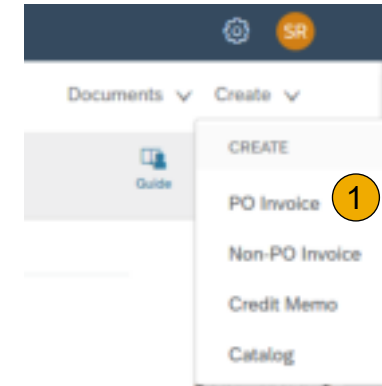 SR
Documents Create
Guide
CREATE
PO Invoice 1
Non-PO Invoice
Credit Memo
Catalog